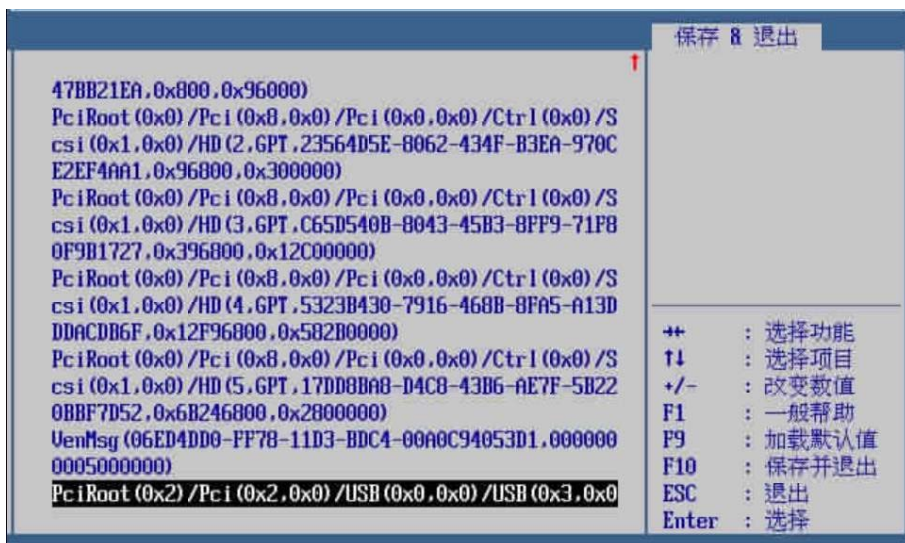 保存 & 退出
47BB21EA,0x800,0x96000)
PciRoot(0x0)/Pci(0x8,0x0)/Pci(0x0,0x0)/Ctrl(0x0)/S
csi(0x1,0x0)/HD(2,GPT,23564D5E-8062-434F-B3EA-970C
E2EF4AA1,0x96800,0x300000)
PciRoot(0x0)/Pci(0x8,0x0)/Pci(0x0,0x0)/Ctrl(0x0)/S
csi(0x1,0x0)/HD(3,GPT,C65D540B-8043-45B3-8FF9-71F8
0F9B1727,0x396800,0x12C00000)
PciRoot(0x0)/Pci(0x8,0x0)/Pci(0x0,0x0)/Ctrl(0x0)/S
csi(0x1,0x0)/HD(4,GPT,5323B430-7916-468B-8FA5-A13D
DDACDB6F,0x12F96800,0x582B0000)
PciRoot(0x0)/Pci(0x8,0x0)/Pci(0x0,0x0)/Ctrl(0x0)/S
csi(0x1,0x0)/HD(5,GPT,17DD8BA8-D4C8-43B6-AE7F-5B22
0BBF7D52,0x6B246800,0x2800000)
VenMsg(06ED4DD0-FF78-11D3-BDC4-00A0C94053D1,000000
0005000000)
PciRoot(0x2)/Pci(0x2,0x0)/USB(0x0,0x0)/USB(0x3,0x0
→← : 选择功能
↑↓ : 选择项目
+/- : 改变数值
F1 : 一般帮助
F9 : 加载默认值
F10 : 保存并退出
ESC : 退出
Enter : 选择